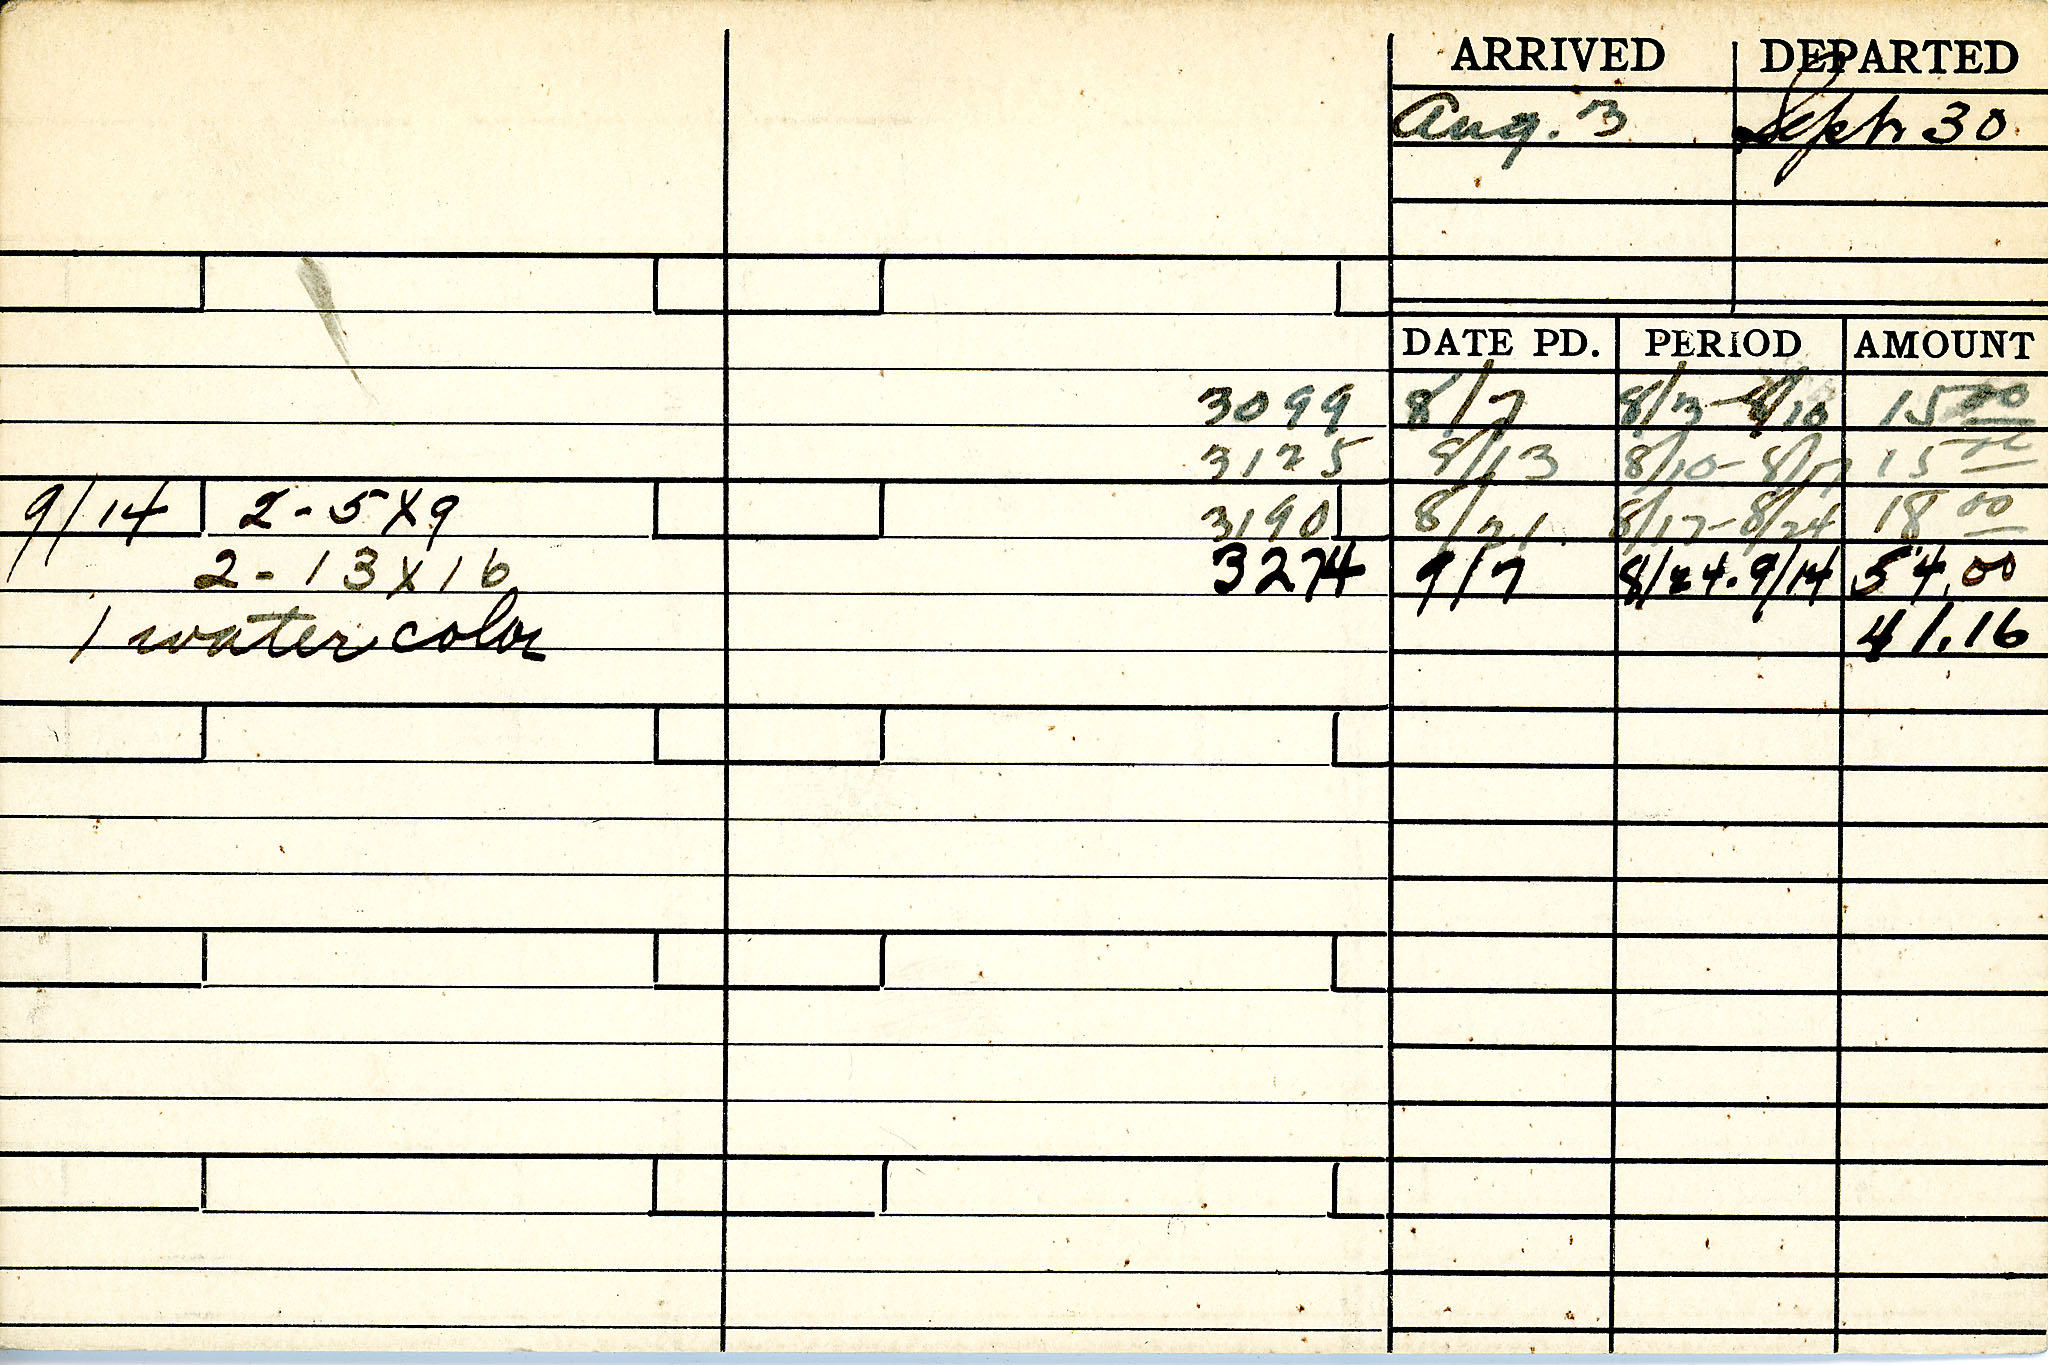 ARRIVED DEPARTED
Aug. 3 Sept. 30
DATE PD. PERIOD AMOUNT
3099 8/7 8/3-8/10 15 00
3125 8/13 8/10-8/17 15 00
9/14 2-5x9 3190 8/21. 8/17-8/24 18 00
2-13x16 3274 9/7 8/24-9/14 54.00
1 water color 41.16